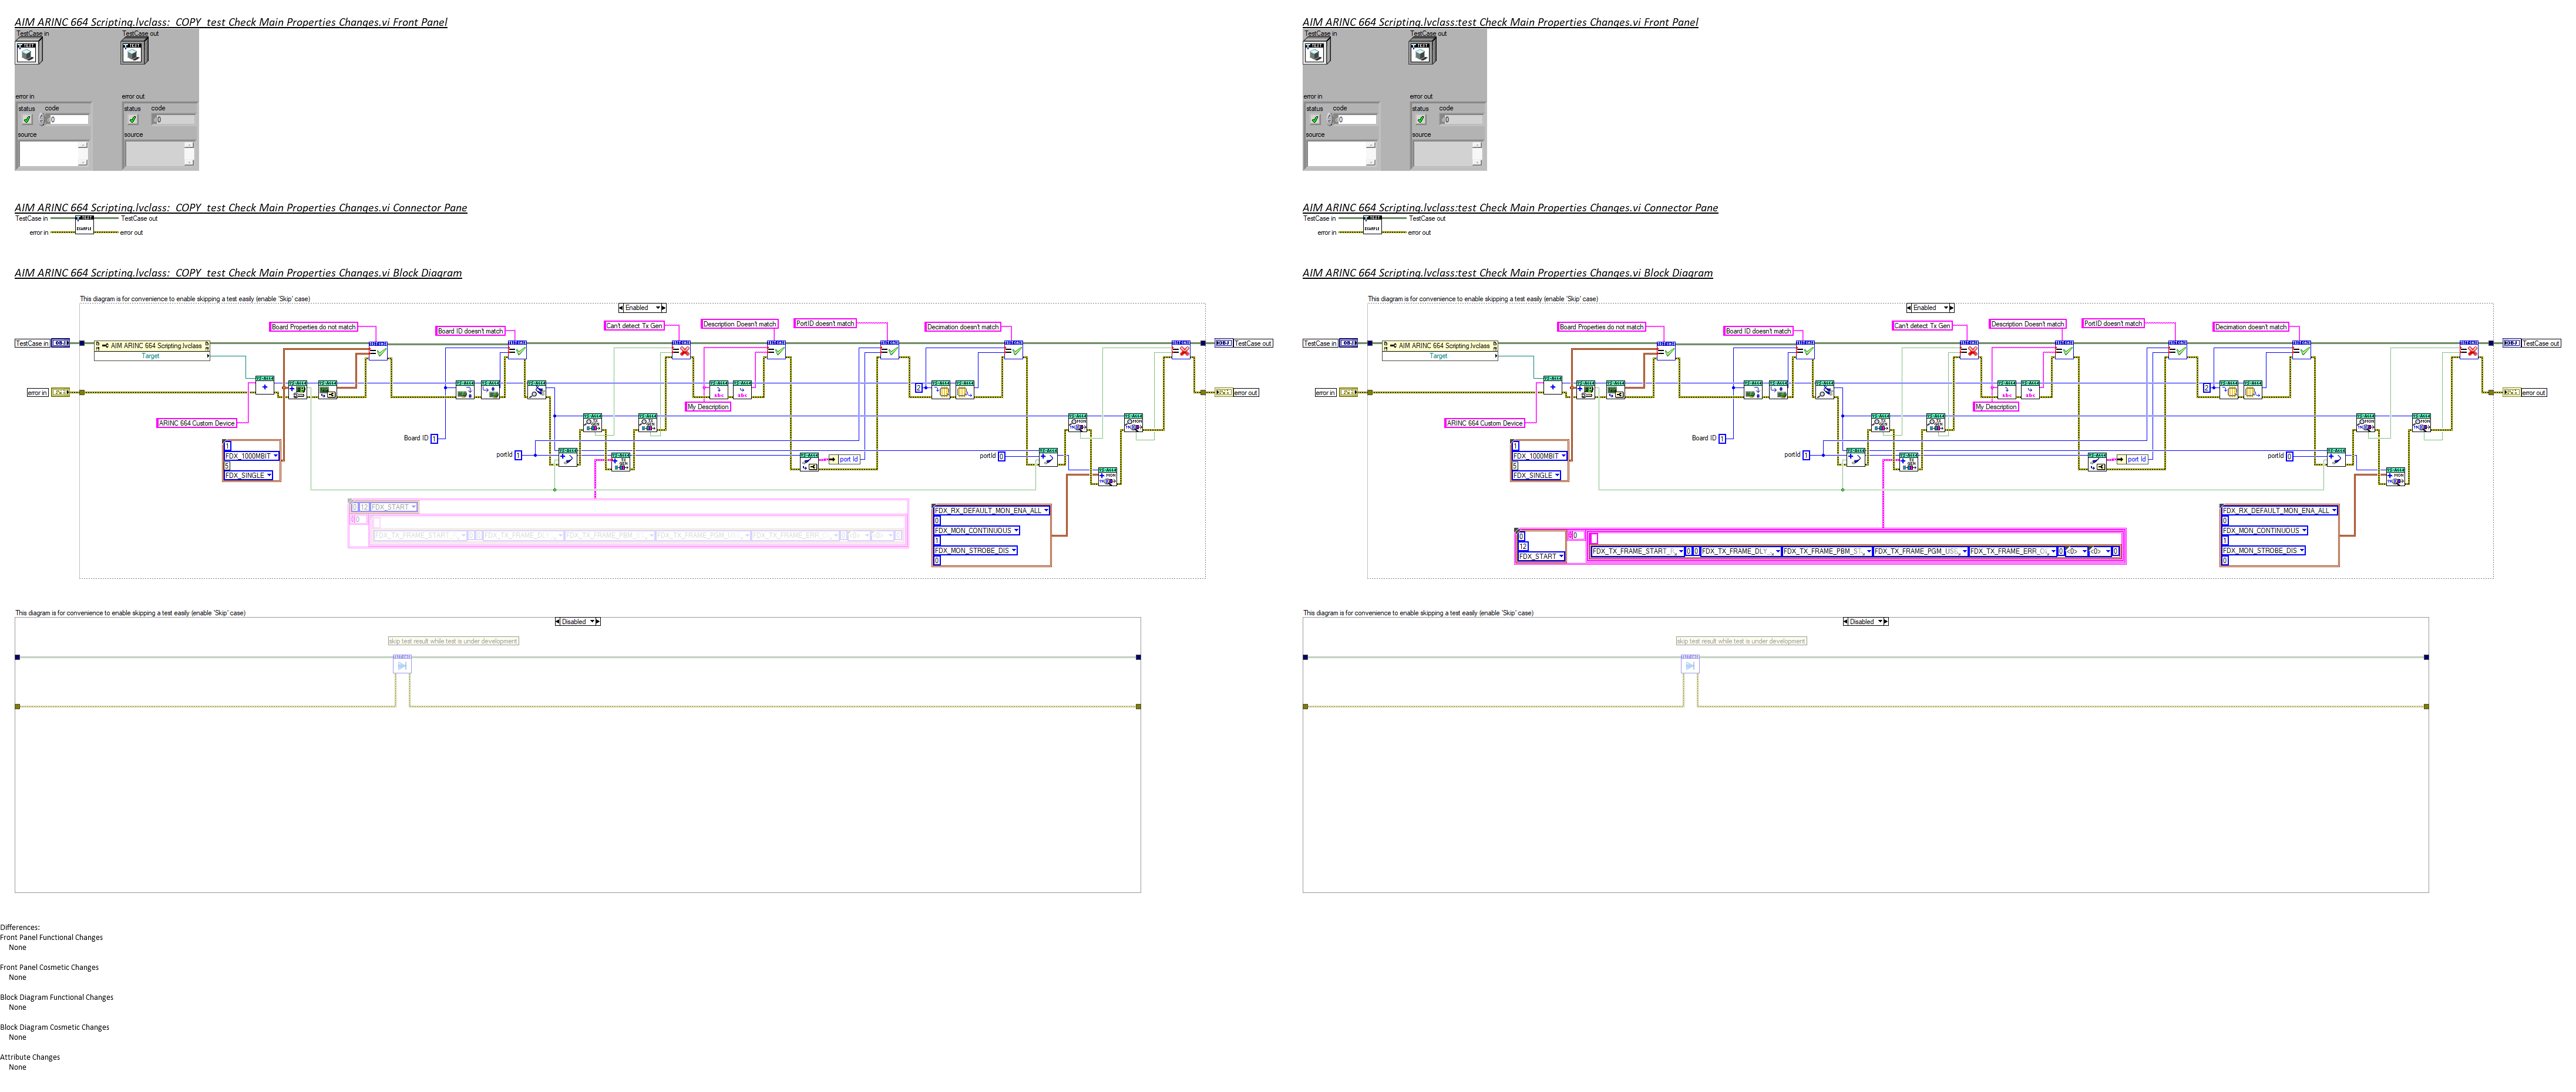 AIM ARINC 664 Scripting.lvclass:_COPY_test Check Main Properties Changes.vi Front Panel
TestCase in
TestCase out
error in
error out
status
code
status
code
0
0
source
source
AIM ARINC 664 Scripting.lvclass:_COPY_test Check Main Properties Changes.vi Connector Pane
TestCase in
TestCase out
error in
error out
AIM ARINC 664 Scripting.lvclass:_COPY_test Check Main Properties Changes.vi Block Diagram
This diagram is for convenience to enable skipping a test easily (enable 'Skip' case)
Enabled
Board Properties do not match
Board ID doesn't match
Can't detect Tx Gen
Description Doesn't match
PortID doesn't match
Decimation doesn't match
TestCase in
AIM ARINC 664 Scripting.lvclass
Target
TestCase out
error in
2
error out
My Description
ARINC 664 Custom Device
Board ID
1
1
FDX_1000MBIT
5
FDX_SINGLE
portId
1
port Id
portId
0
0
12
FDX_START
0
FDX_RX_DEFAULT_MON_ENA_ALL
0
FDX_MON_CONTINUOUS
1
FDX_MON_STROBE_DIS
This diagram is for convenience to enable skipping a test easily (enable 'Skip' case)
Disabled
skip test result while test is under development
AIM ARINC 664 Scripting.lvclass:test Check Main Properties Changes.vi Front Panel
TestCase in
TestCase out
error in
error out
status
code
status
code
0
0
source
source
AIM ARINC 664 Scripting.lvclass:test Check Main Properties Changes.vi Connector Pane
TestCase in
TestCase out
error in
error out
AIM ARINC 664 Scripting.lvclass:test Check Main Properties Changes.vi Block Diagram
This diagram is for convenience to enable skipping a test easily (enable 'Skip' case)
Enabled
Board Properties do not match
Board ID doesn't match
Can't detect Tx Gen
Description Doesn't match
PortID doesn't match
Decimation doesn't match
TestCase in
AIM ARINC 664 Scripting.lvclass
Target
TestCase out
error in
2
error out
My Description
ARINC 664 Custom Device
Board ID
1
1
FDX_1000MBIT
5
FDX_SINGLE
portId
1
port Id
portId
0
0
12
FDX_START
0
FDX_RX_DEFAULT_MON_ENA_ALL
0
FDX_MON_CONTINUOUS
1
FDX_MON_STROBE_DIS
This diagram is for convenience to enable skipping a test easily (enable 'Skip' case)
Disabled
skip test result while test is under development
Differences:
Front Panel Functional Changes
None
Front Panel Cosmetic Changes
None
Block Diagram Functional Changes
None
Block Diagram Cosmetic Changes
None
Attribute Changes
None